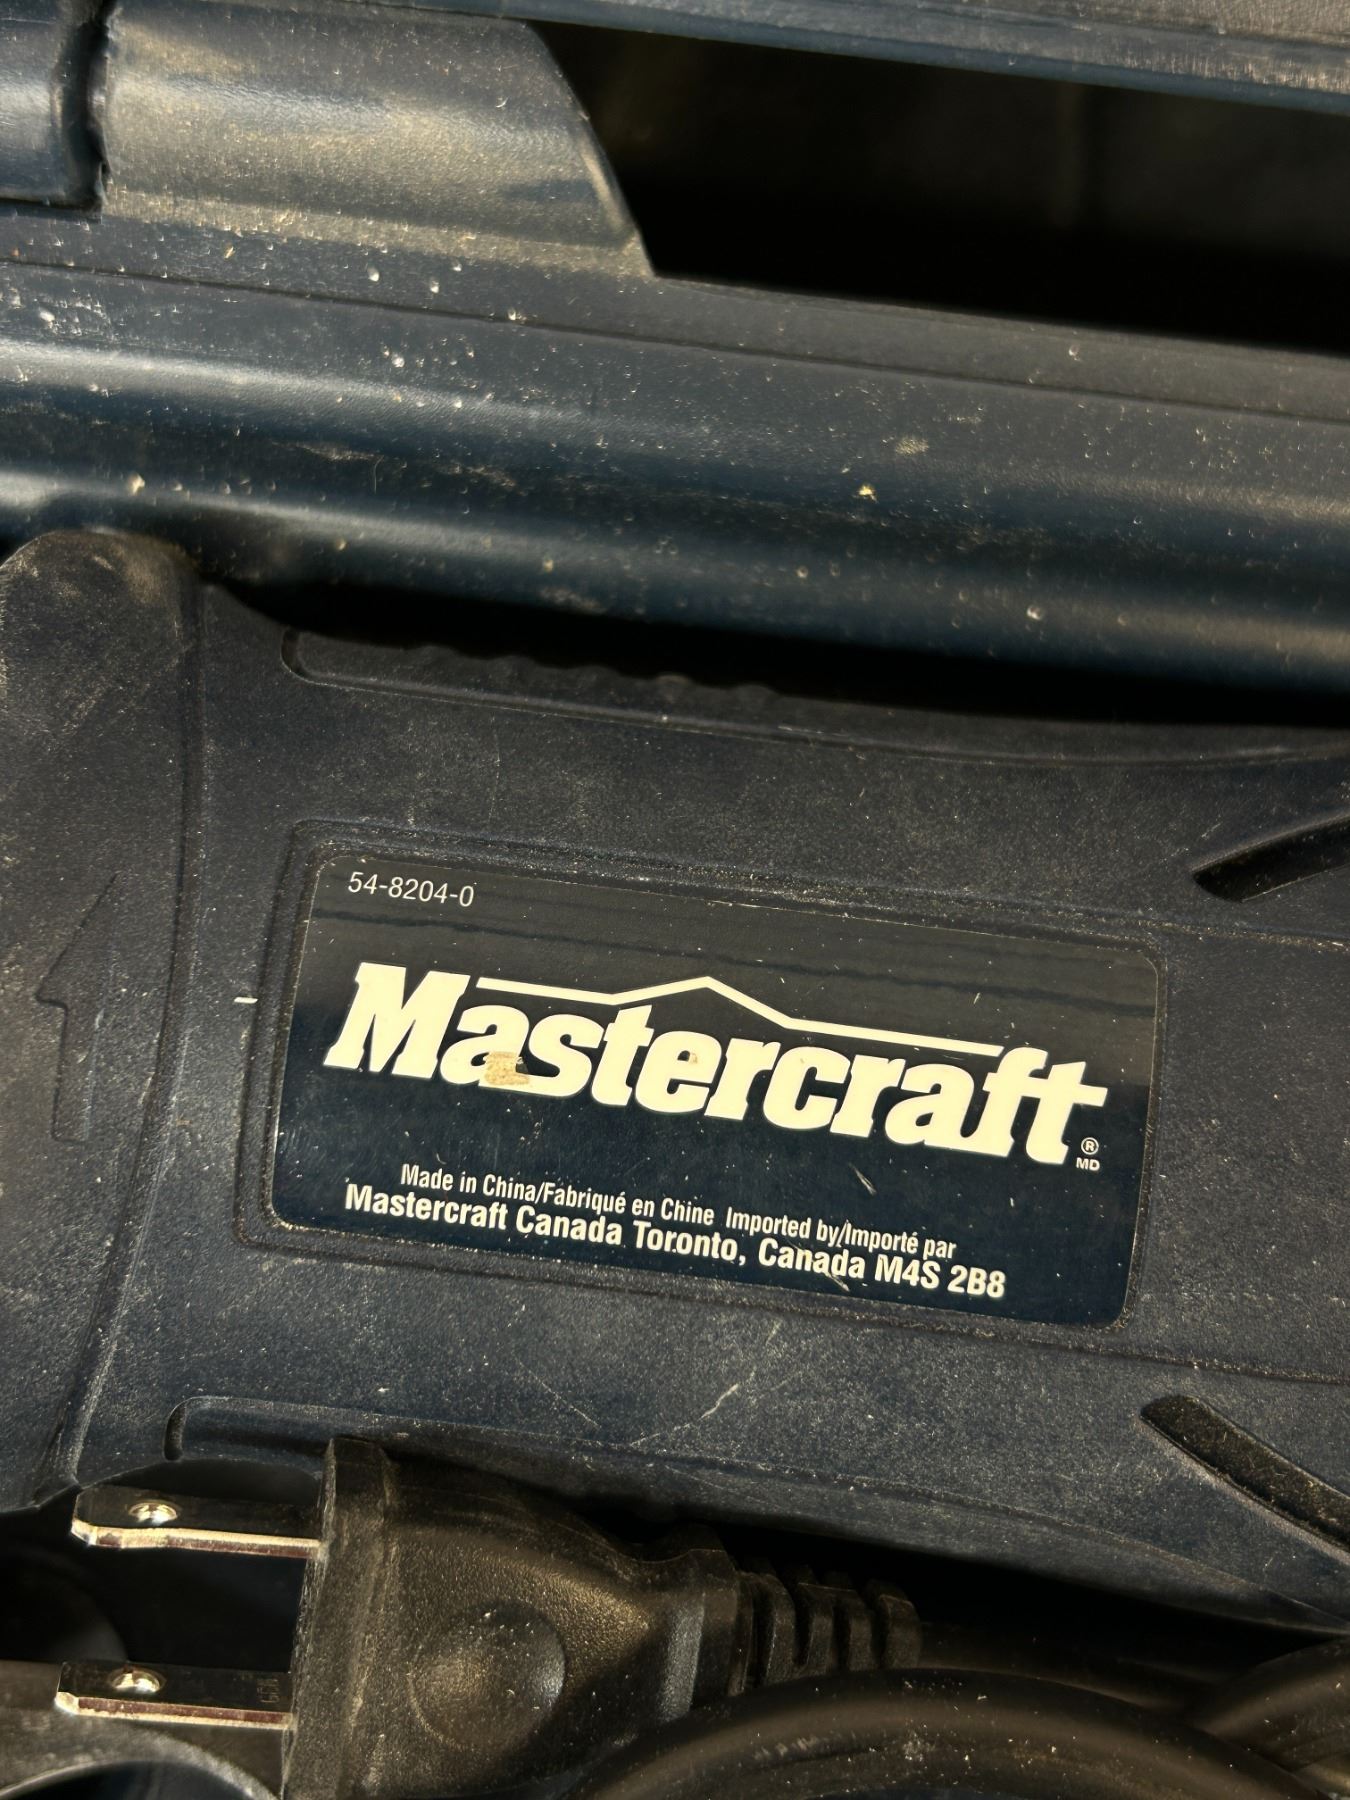 54-8204-0
Mastercraft
®
MD
Made in China/Fabriqué en Chine Imported by/Importé par
Mastercraft Canada Toronto, Canada M4S 2B8